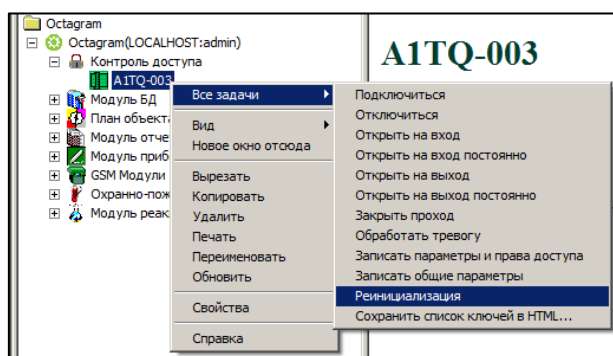 Octagram
Octagram(LOCALHOST:admin)
Контроль доступа
A1TQ-003
Модуль БД
План объект
Модуль отче
Модуль приб
GSM Модули
Охранно-пож
Модуль реак
A1TQ-003
Все задачи
Вид
Новое окно отсюда
Вырезать
Копировать
Удалить
Печать
Переименовать
Обновить
Свойства
Справка
Подключиться
Отключиться
Открыть на вход
Открыть на вход постоянно
Открыть на выход
Открыть на выход постоянно
Закрыть проход
Обработать тревогу
Записать параметры и права доступа
Записать общие параметры
Реинициализация
Сохранить список ключей в HTML...